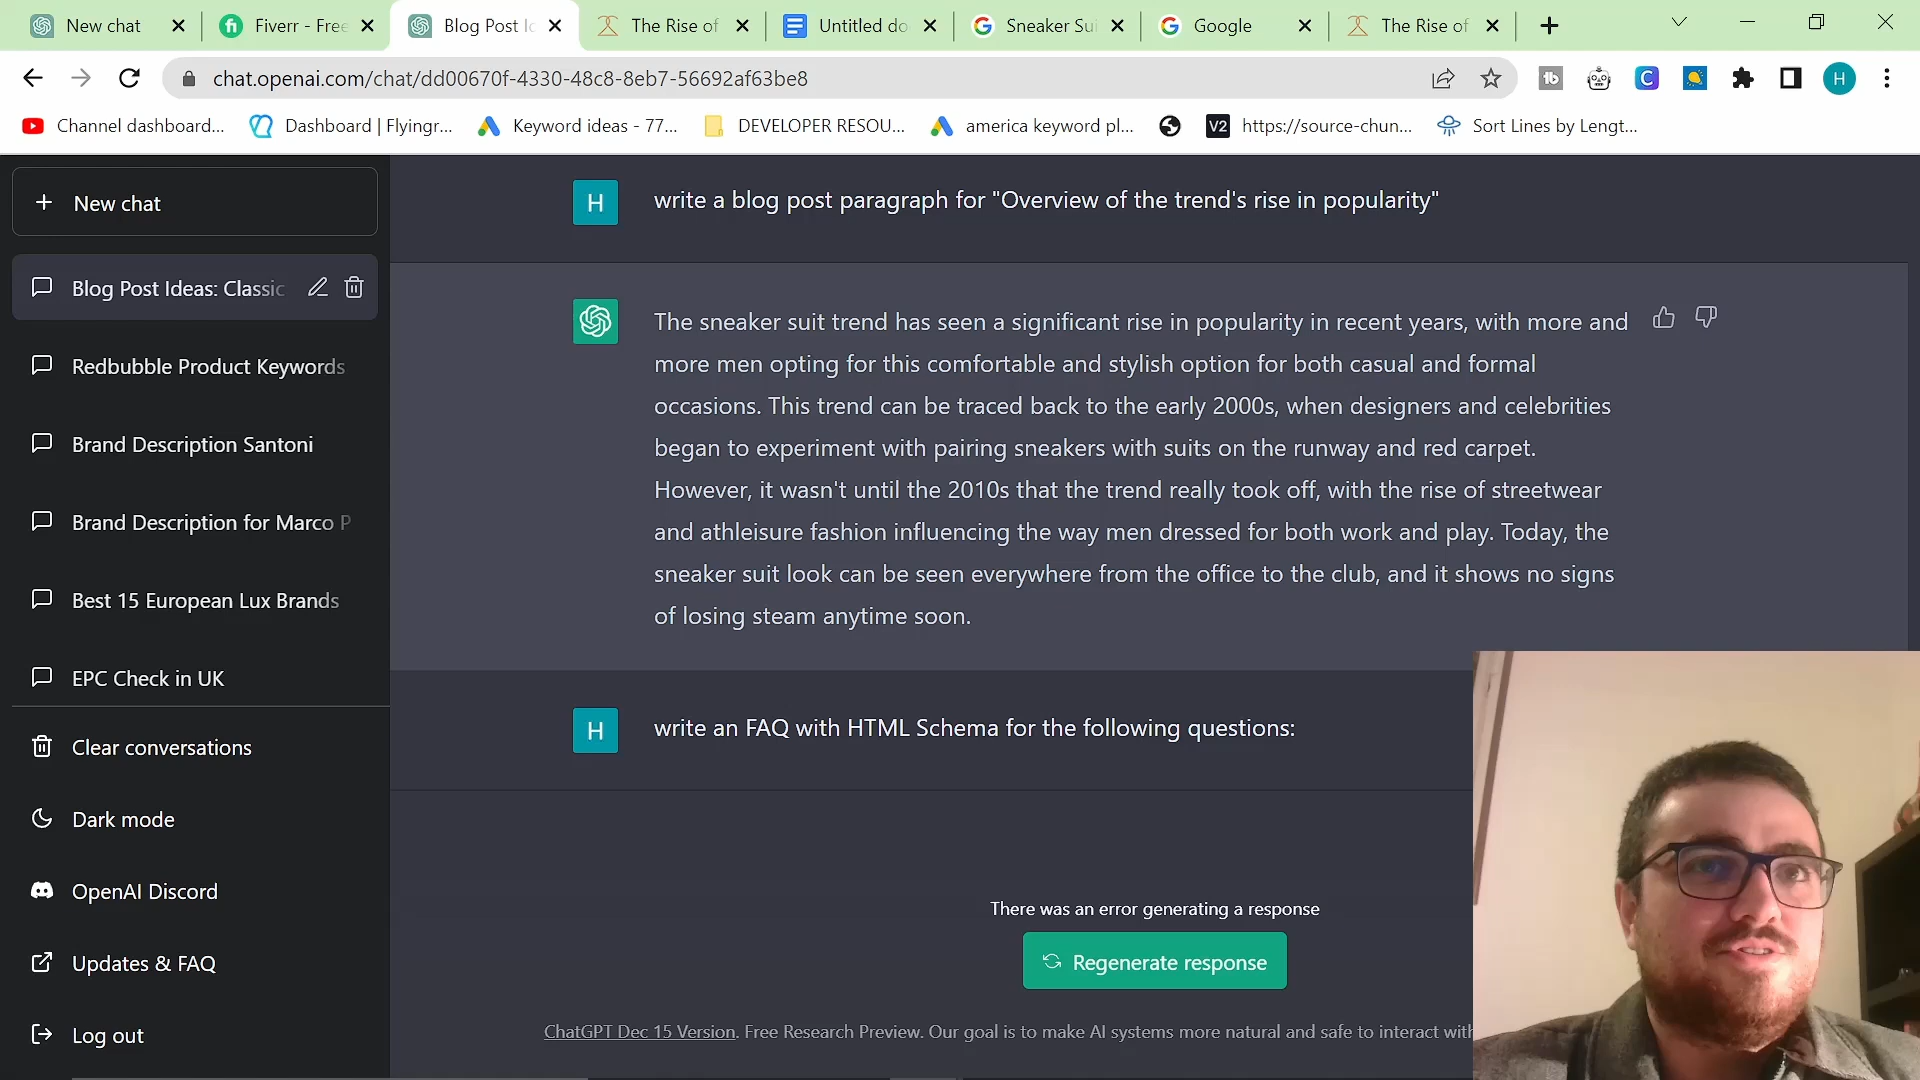 New chat
Fiverr - Free
Blog Post Id
The Rise of
Untitled do
Sneaker Sui
Google
The Rise of
chat.openai.com/chat/dd00670f-4330-48c8-8eb7-56692af63be8
H
Channel dashboard...
Dashboard | Flyingr...
Keyword ideas - 77...
DEVELOPER RESOU...
america keyword pl...
V2
https://source-chun...
Sort Lines by Lengt...
New chat
Blog Post Ideas: Classic
Redbubble Product Keywords
Brand Description Santoni
Brand Description for Marco P
Best 15 European Lux Brands
EPC Check in UK
Clear conversations
Dark mode
OpenAI Discord
Updates & FAQ
Log out
H
write a blog post paragraph for "Overview of the trend's rise in popularity"
The sneaker suit trend has seen a significant rise in popularity in recent years, with more and
more men opting for this comfortable and stylish option for both casual and formal
occasions. This trend can be traced back to the early 2000s, when designers and celebrities
began to experiment with pairing sneakers with suits on the runway and red carpet.
However, it wasn't until the 2010s that the trend really took off, with the rise of streetwear
and athleisure fashion influencing the way men dressed for both work and play. Today, the
sneaker suit look can be seen everywhere from the office to the club, and it shows no signs
of losing steam anytime soon.
H
write an FAQ with HTML Schema for the following questions:
There was an error generating a response
Regenerate response
ChatGPT Dec 15 Version. Free Research Preview. Our goal is to make AI systems more natural and safe to interact with